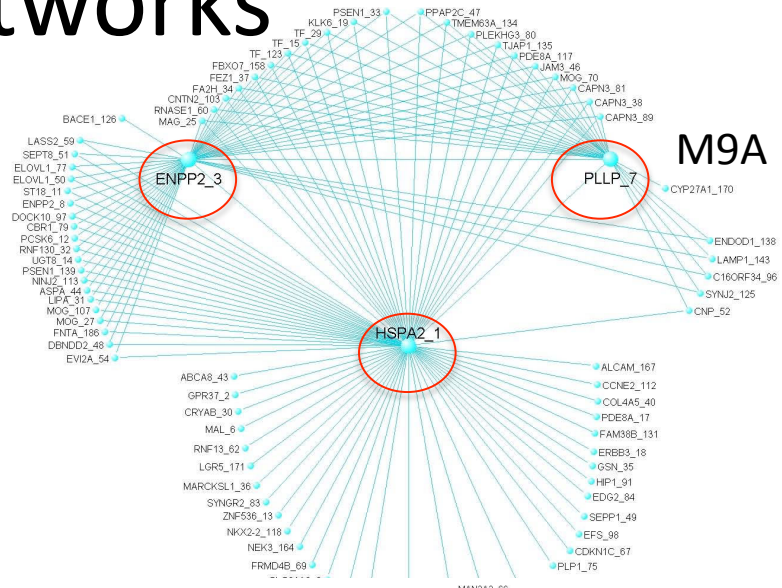 tworks
PSEN1_33
PPAP2C_47
KLK6_19
TMEM63A_134
TF_29
PLEKHG3_80
TF_15
TJAP1_135
TF_123
PDE8A_117
FBXO7_158
JAM3_46
FEZ1_37
MOG_70
FA2H_34
CAPN3_81
CNTN2_103
CAPN3_38
RNASE1_60
CAPN3_89
MAG_25
BACE1_126
LASS2_59
SEPT8_51
ELOVL1_77
ELOVL1_50
ST18_11
ENPP2_8
DOCK10_97
CBR1_79
PCSK6_12
RNF130_32
UGT8_14
PSEN1_139
NINJ2_113
ASPA_44
LIPA_31
MOG_107
MOG_27
FNTA_186
DBNDD2_48
EVI2A_54
ENPP2_3
PLLP_7
M9A
CYP27A1_170
ENDOD1_138
LAMP1_143
C16ORF34_96
SYNJ2_125
CNP_52
HSPA2_1
ABCA8_43
GPR37_2
CRYAB_30
MAL_6
RNF13_62
LGR5_171
MARCKSL1_36
SYNGR2_83
ZNF536_13
NKX2-2_118
NEK3_164
FRMD4B_69
ALCAM_167
CCNE2_112
COL4A5_40
PDE8A_17
FAM38B_131
ERBB3_18
GSN_35
HIP1_91
EDG2_84
SEPP1_49
EFS_98
CDKN1C_67
PLP1_75